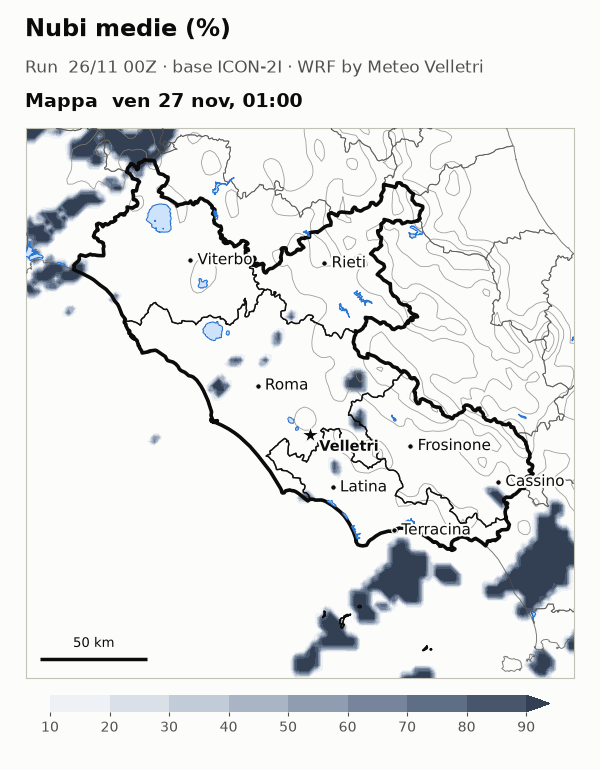 Nubi medie (%)
Run  26/11 00Z · base ICON-2I · WRF by Meteo Velletri
Mappa  ven 27 nov, 01:00
Viterbo
Rieti
Roma
Velletri
Frosinone
Cassino
Latina
Terracina
50 km
10 20 30 40 50 60 70 80 90